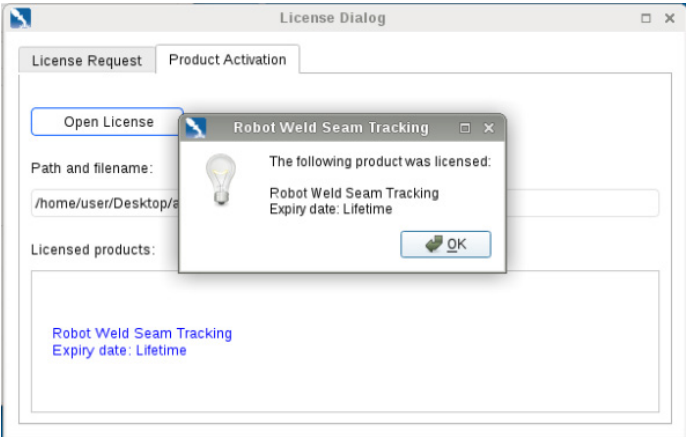 License Dialog
License Request
Product Activation
Open License
Robot Weld Seam Tracking
The following product was licensed:
Robot Weld Seam Tracking
Expiry date: Lifetime
OK
Path and filename:
/home/user/Desktop/a
Licensed products:
Robot Weld Seam Tracking
Expiry date: Lifetime